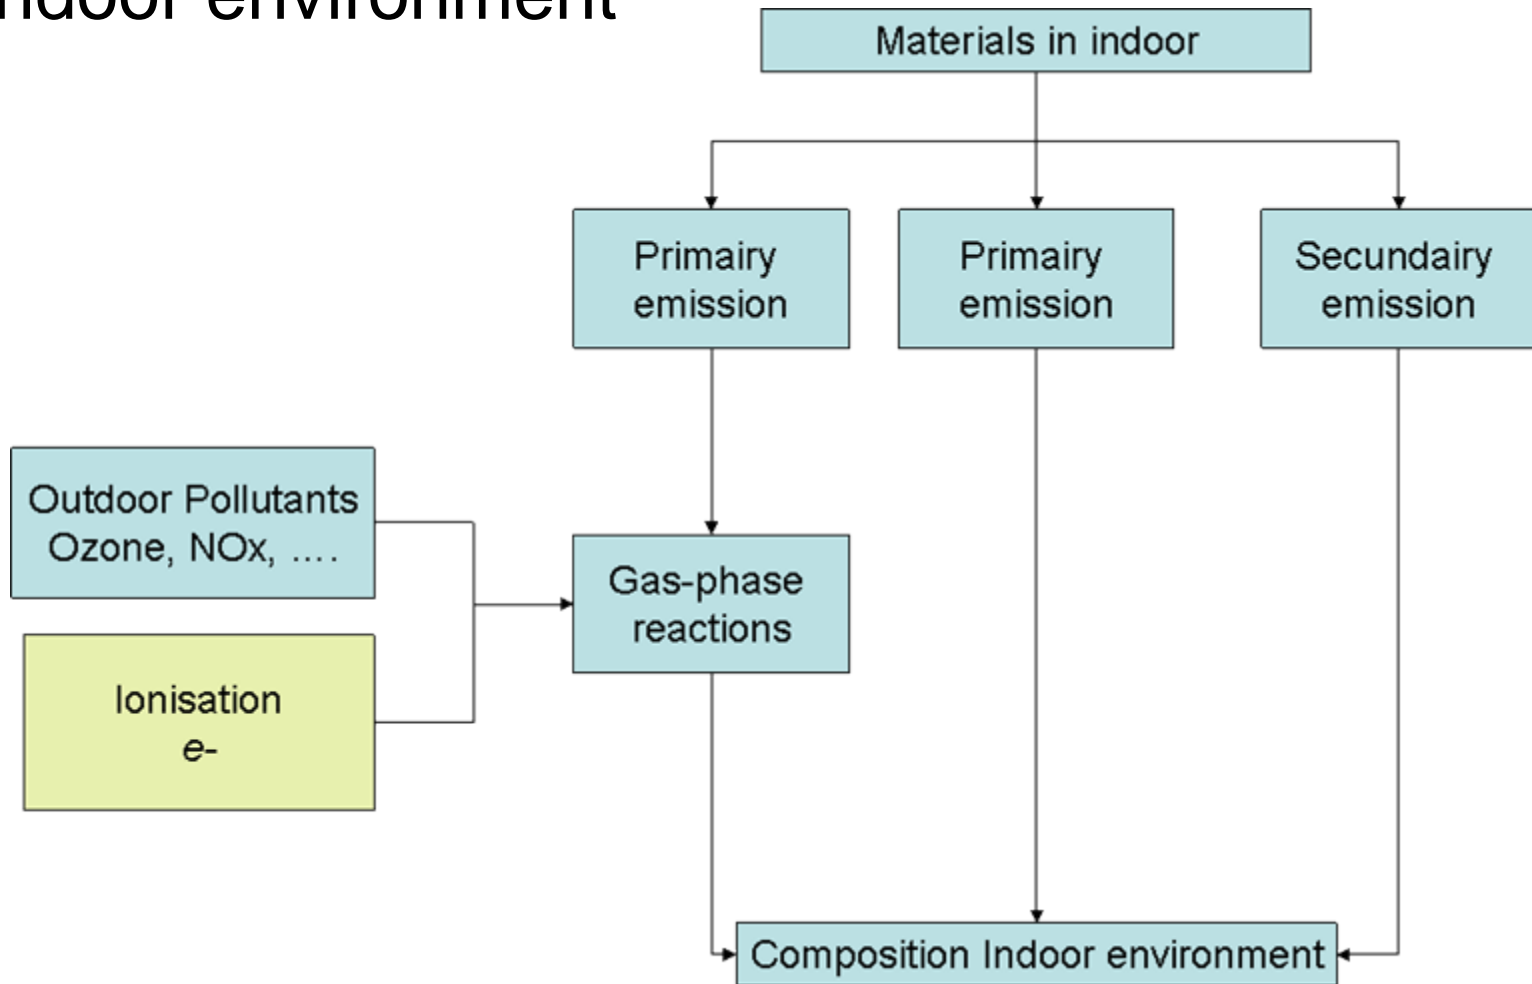 ndoor environment
Materials in indoor
Primairy
emission
Primairy
emission
Secundairy
emission
Outdoor Pollutants
Ozone, NOx, ....
Gas-phase
reactions
Ionisation
e-
Composition Indoor environment